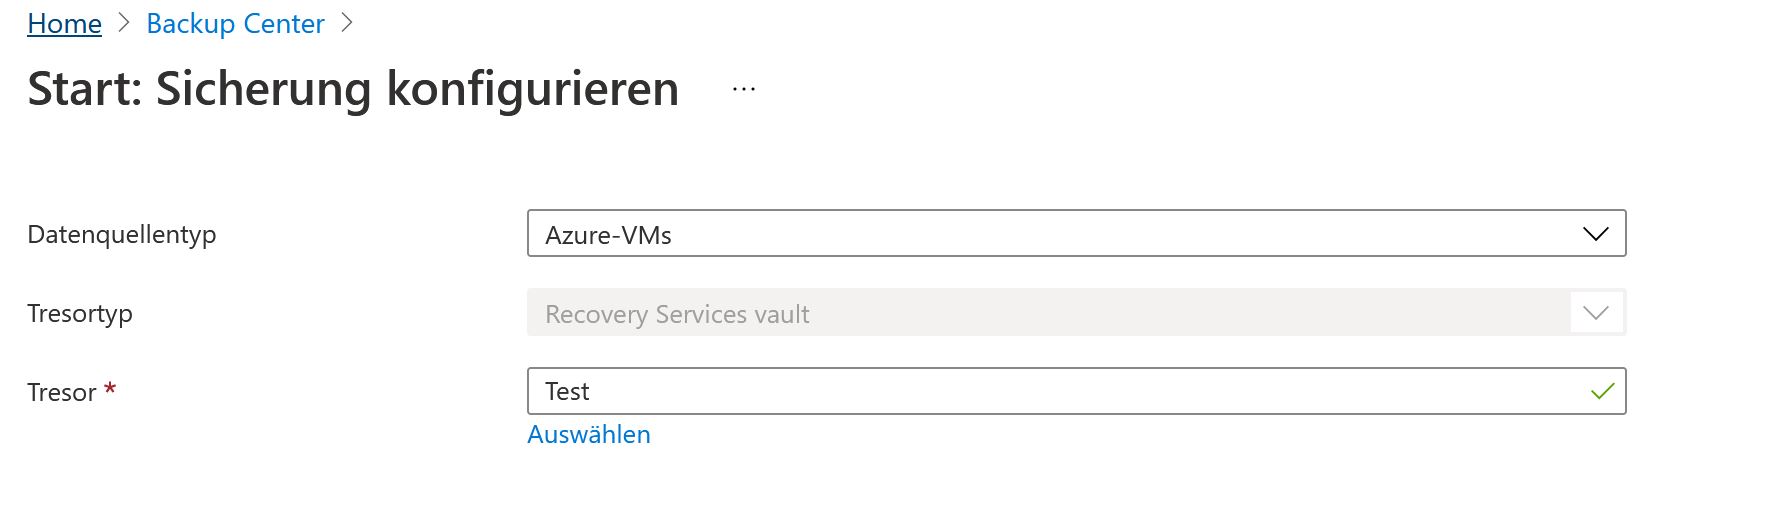 Home > Backup Center >
Start: Sicherung konfigurieren ...
Datenquellentyp Azure-VMs
Tresortyp Recovery Services vault
Tresor * Test
Auswählen